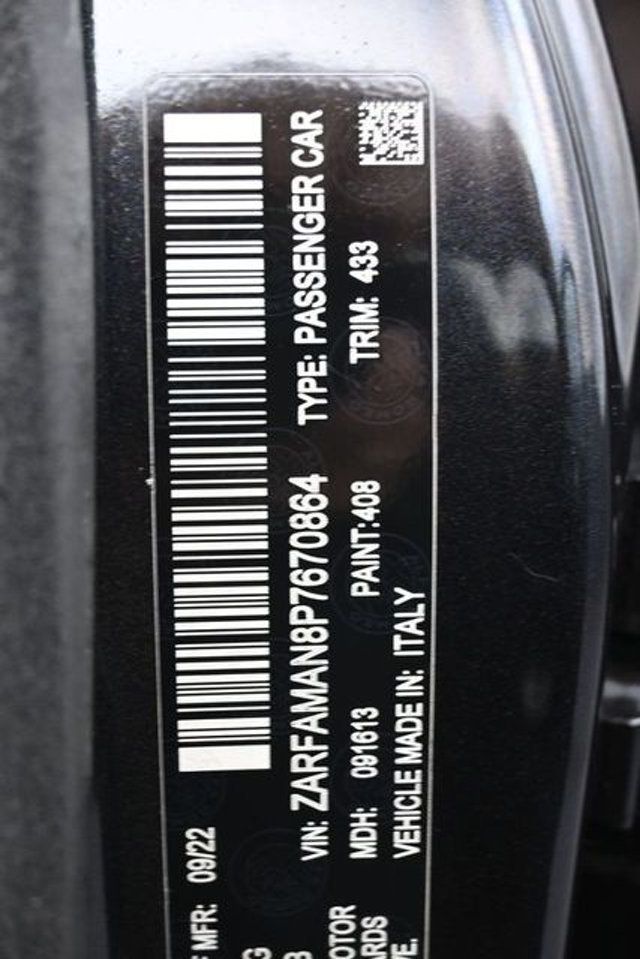 MFR: 09/22
VIN: ZARFAMAN8P7670864 TYPE: PASSENGER CAR
MDH: 091613 PAINT:408 TRIM: 433
VEHICLE MADE IN: ITALY